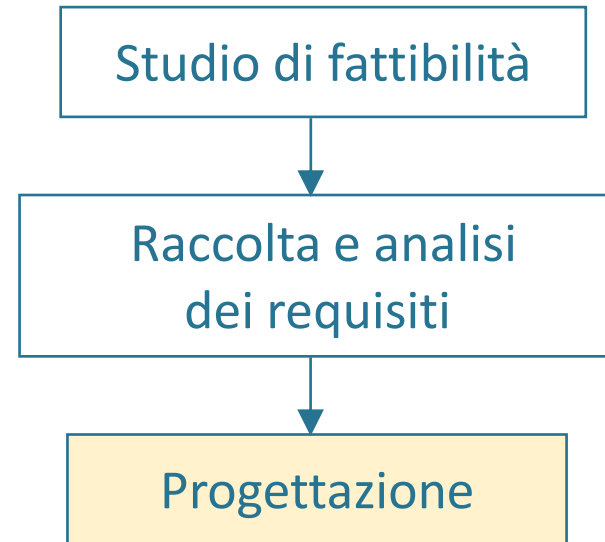 Studio di fattibilità
Raccolta e analisi
dei requisiti
Progettazione